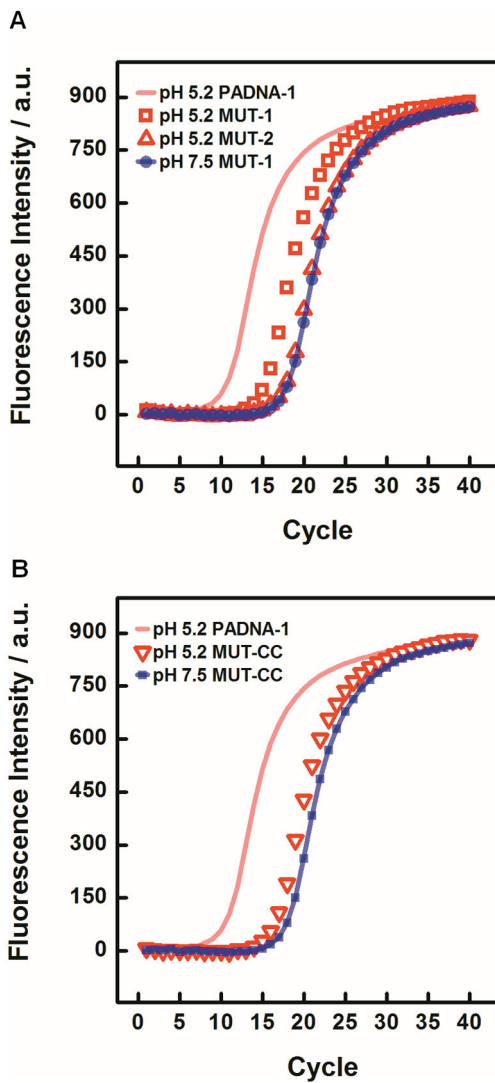 A
pH 5.2 PADNA-1
pH 5.2 MUT-1
pH 5.2 MUT-2
pH 7.5 MUT-1
900
750
600
450
300
150
0
Fluorescence Intensity / a.u.
0 5 10 15 20 25 30 35 40
Cycle
B
pH 5.2 PADNA-1
pH 5.2 MUT-CC
pH 7.5 MUT-CC
900
750
600
450
300
150
0
Fluorescence Intensity / a.u.
0 5 10 15 20 25 30 35 40
Cycle